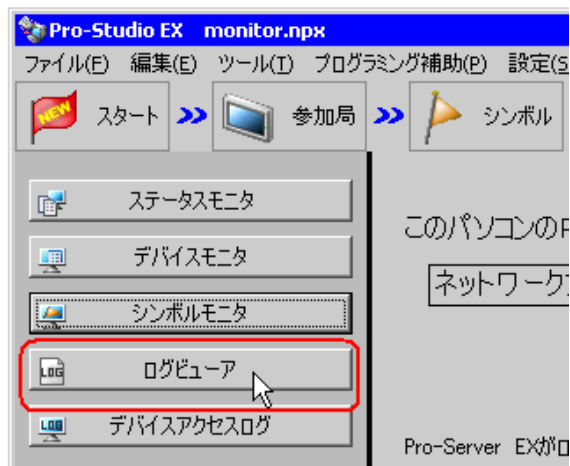 Pro-Studio EX monitor.npx
ファイル(F) 編集(E) ツール(T) プログラミング補助(P) 設定(S
NEW スタート >> 参加局 >> シンボル
ステータスモニタ
このパソコンのP
デバイスモニタ
ネットワークア
シンボルモニタ
LOG ログビューア
LOG デバイスアクセスログ
Pro-Server EXがロ